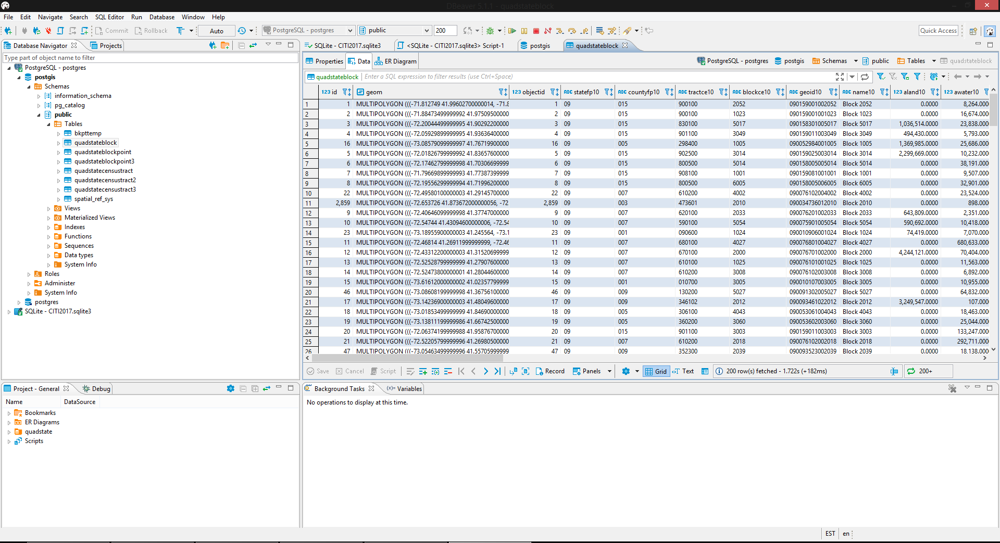 DBeaver 5.1.1 - quadstateblock
File Edit Navigate Search SQL Editor Run Database Window Help
Commit Rollback Auto PostgreSQL - postgres public 200 Quick Access
Database Navigator Projects
Type part of object name to filter
PostgreSQL - postgres
postgis
Schemas
information_schema
pg_catalog
public
Tables
bkpttemp
quadstateblock
quadstateblockpoint
quadstateblockpoint3
quadstatecensustract
quadstatecensustract2
quadstatecensustract3
spatial_ref_sys
Views
Materialized Views
Indexes
Functions
Sequences
Data types
System Info
Roles
Administer
System Info
postgres
SQLite - CITI2017.sqlite3
SQLite - CITI2017.sqlite3 <SQLite - CITI2017.sqlite3> Script-1 postgis quadstateblock
Properties Data ER Diagram PostgreSQL - postgres postgis Schemas public Tables quadstateblock
quadstateblock Enter a SQL expression to filter results (use Ctrl+Space)
123 id geom 123 objectid ABC statefp10 ABC countyfp10 ABC tractce10 ABC blockce10 ABC geoid10 ABC name10 123 aland10 123 awater10
1 1 MULTIPOLYGON (((-71.812749 41.99602700000014, -71.8 1 09 015 900100 2052 090159001002052 Block 2052 0.0000 8,264.000
2 2 MULTIPOLYGON (((-71.88473499999992 41.97509500000 2 09 015 900100 1023 090159001001023 Block 1023 0.0000 16,674.000
3 3 MULTIPOLYGON (((-72.20044499999995 41.90292200000 3 09 015 830100 5017 090158301005017 Block 5017 1,036,514.0000 23,838.000
4 4 MULTIPOLYGON (((-72.05929899999995 41.93636400000 4 09 015 901100 3049 090159011003049 Block 3049 494,430.0000 5,793.000
5 16 MULTIPOLYGON (((-73.08579099999997 41.76719900000 16 09 005 298400 1005 090052984001005 Block 1005 1,369,985.0000 25,686.000
6 5 MULTIPOLYGON (((-72.01826799999992 41.83657600000 5 09 015 902500 3014 090159025003014 Block 3014 2,299,669.0000 10,232.000
7 6 MULTIPOLYGON (((-72.17462799999998 41.70306699999 6 09 015 800500 5014 090158005005014 Block 5014 0.0000 38,191.000
8 7 MULTIPOLYGON (((-71.79669899999993 41.77387399999 7 09 015 908100 1001 090159081001001 Block 1001 0.0000 9,507.000
9 8 MULTIPOLYGON (((-72.19556299999994 41.71996200000 8 09 015 800500 6005 090158005006005 Block 6005 0.0000 32,901.000
10 22 MULTIPOLYGON (((-72.49580100000003 41.29145700000 22 09 007 610200 4002 090076102004002 Block 4002 0.0000 23,524.000
11 2,859 MULTIPOLYGON (((-72.653726 41.873672000000056, -72 2,859 09 003 473601 2010 090034736012010 Block 2010 0.0000 898.000
12 9 MULTIPOLYGON (((-72.40646099999998 41.37747000000 9 09 007 620100 2033 090076201002033 Block 2033 643,809.0000 2,351.000
13 10 MULTIPOLYGON (((-72.54744 41.43094600000006, -72.54 10 09 007 590100 5054 090075901005054 Block 5054 590,692.0000 10,418.000
14 23 MULTIPOLYGON (((-73.18955900000003 41.245564, -73.1 23 09 001 090600 1024 090010906001024 Block 1024 74,419.0000 7,070.000
15 11 MULTIPOLYGON (((-72.46814 41.26911999999999, -72.46 11 09 007 680100 4027 090076801004027 Block 4027 0.0000 680,633.000
16 12 MULTIPOLYGON (((-72.43312200000003 41.31520699999 12 09 007 670100 2000 090076701002000 Block 2000 4,244,121.0000 70,404.000
17 13 MULTIPOLYGON (((-72.52528799999999 41.27907600000 13 09 007 610100 1025 090076101001025 Block 1025 0.0000 11,563.000
18 14 MULTIPOLYGON (((-72.52473800000001 41.28044600000 14 09 007 610200 3008 090076102003008 Block 3008 0.0000 6,892.000
19 15 MULTIPOLYGON (((-73.61612000000002 41.02357799999 15 09 001 010700 3005 090010107003005 Block 3005 0.0000 10,955.000
20 46 MULTIPOLYGON (((-73.08608199999998 41.36756100000 46 09 009 130200 5027 090091302005027 Block 5027 0.0000 64,832.000
21 17 MULTIPOLYGON (((-73.14236900000003 41.48049600000 17 09 009 346102 2012 090093461022012 Block 2012 3,249,547.0000 107.000
22 18 MULTIPOLYGON (((-73.01853499999999 41.84690000000 18 09 005 306100 4043 090053061004043 Block 4043 0.0000 18,463.000
23 19 MULTIPOLYGON (((-73.13811199999986 41.66742500000 19 09 005 360200 3060 090053602003060 Block 3060 0.0000 25,044.000
24 20 MULTIPOLYGON (((-72.06374199999988 41.95876700000 20 09 015 901100 3003 090159011003003 Block 3003 0.0000 133,247.000
25 21 MULTIPOLYGON (((-72.52205799999996 41.26980500000 21 09 007 610200 2018 090076102002018 Block 2018 0.0000 292,711.000
26 47 MULTIPOLYGON (((-73.05463499999996 41.55705999999 47 09 009 352300 2039 090093523002039 Block 2039 0.0000 18,138.000
Save Cancel Script Record Panels Grid Text 200 row(s) fetched - 1.722s (+182ms) 200+
Project - General Debug
Name DataSource
Bookmarks
ER Diagrams
quadstate
Scripts
Background Tasks (x)= Variables
No operations to display at this time.
EST en